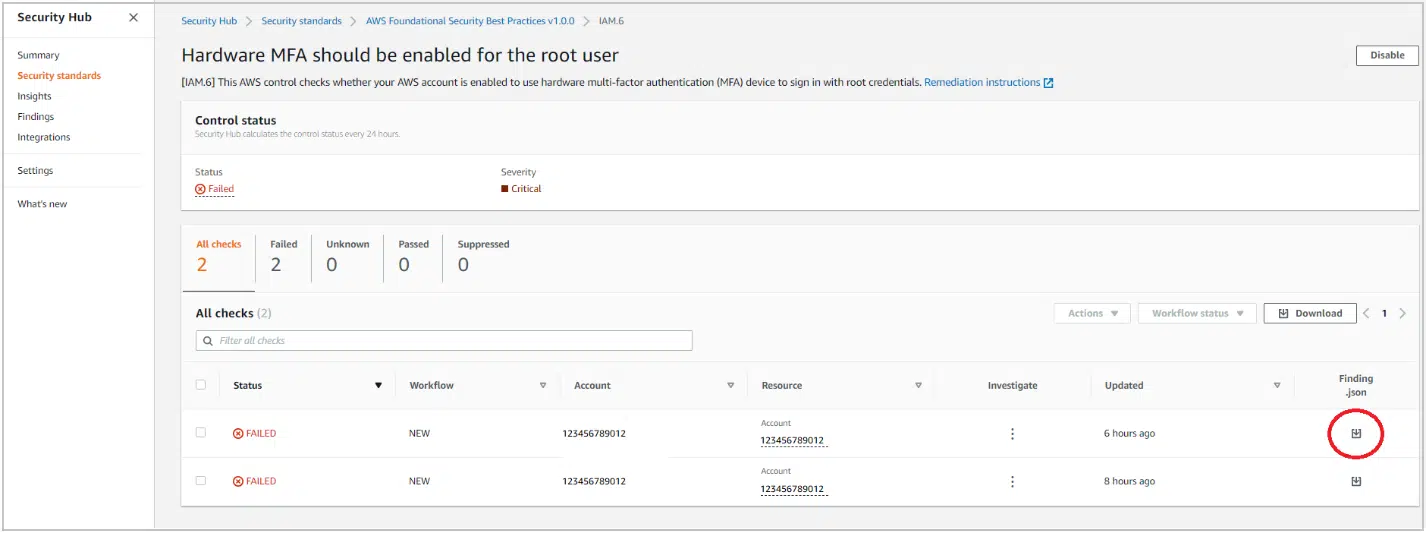 Security Hub
Summary
Security standards
Insights
Findings
Integrations
Settings
What's new
Security Hub > Security standards > AWS Foundational Security Best Practices v1.0.0 > IAM.6
Hardware MFA should be enabled for the root user
Disable
[IAM.6] This AWS control checks whether your AWS account is enabled to use hardware multi-factor authentication (MFA) device to sign in with root credentials. Remediation instructions
Control status
Security Hub calculates the control status every 24 hours.
Status Severity
Failed Critical
All checks Failed Unknown Passed Suppressed
2 2 0 0 0
All checks (2) Actions Workflow status Download 1
Filter all checks
Status Workflow Account Resource Investigate Updated Finding
.json
Account
FAILED NEW 123456789012 123456789012 6 hours ago
Account
FAILED NEW 123456789012 123456789012 8 hours ago